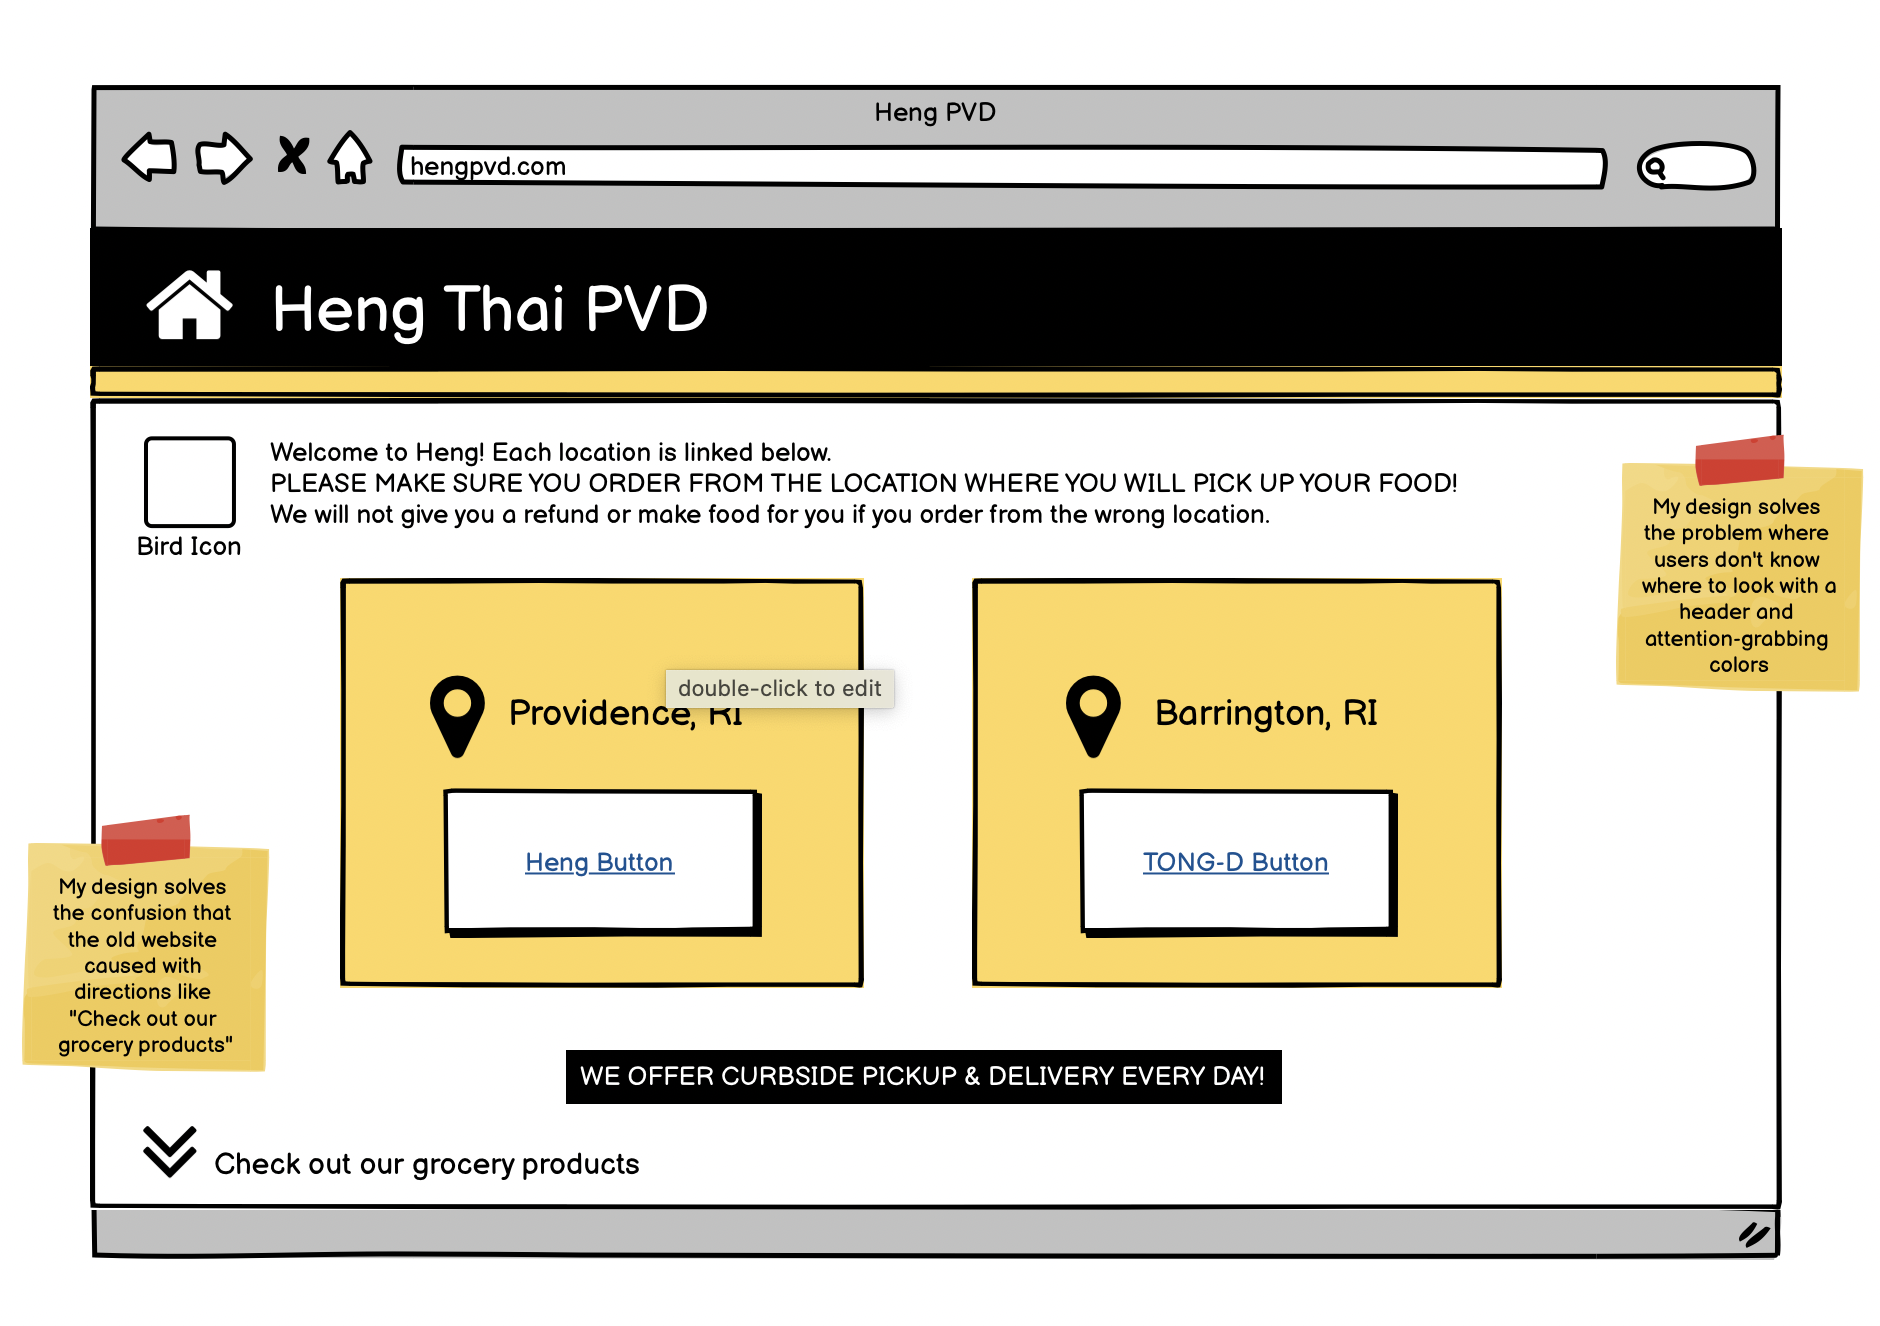 Heng PVD
hengpvd.com
Heng Thai PVD
Welcome to Heng! Each location is linked below.
PLEASE MAKE SURE YOU ORDER FROM THE LOCATION WHERE YOU WILL PICK UP YOUR FOOD!
We will not give you a refund or make food for you if you order from the wrong location.
Bird Icon
My design solves
the problem where
users don't know
where to look with a
header and
attention-grabbing
colors
double-click to edit
Providence, RI
Barrington, RI
Heng Button
TONG-D Button
My design solves
the confusion that
the old website
caused with
directions like
"Check out our
grocery products"
WE OFFER CURBSIDE PICKUP & DELIVERY EVERY DAY!
Check out our grocery products